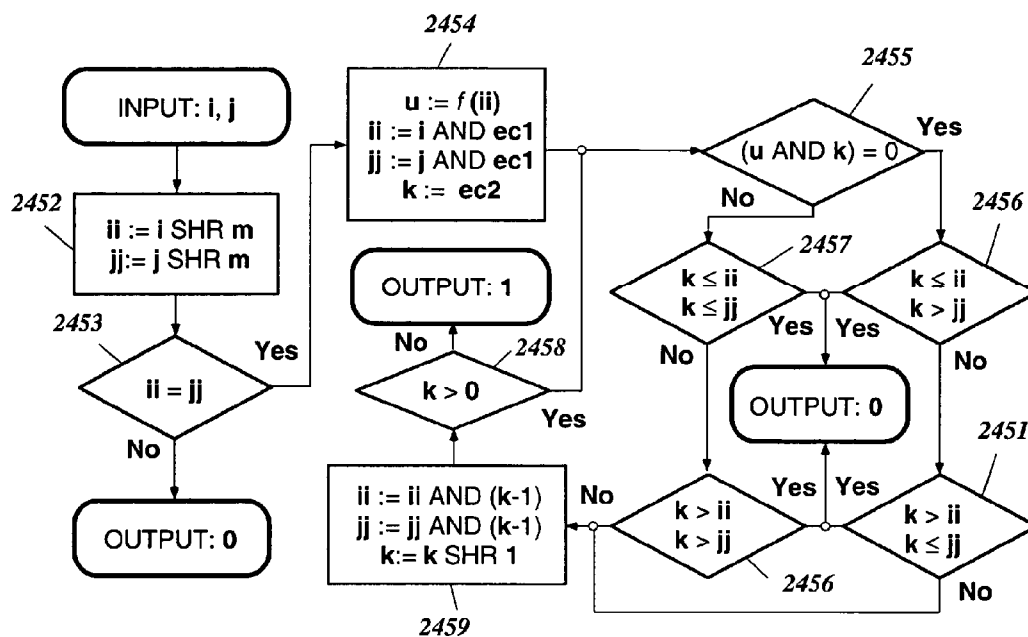 INPUT: i, j
2452
ii := i SHR m
jj:= j SHR m
2453
ii = jj
Yes
No
OUTPUT: 0
2454
u := f (ii)
ii := i AND ec1
jj := j AND ec1
k := ec2
2455
(u AND k) = 0
Yes
No
2456
k ≤ ii
k > jj
Yes
No
2457
k ≤ ii
k ≤ jj
Yes
No
OUTPUT: 0
2451
k > ii
k ≤ jj
Yes
No
k > ii
k > jj
Yes
No
2456
ii := ii AND (k-1)
jj := jj AND (k-1)
k:= k SHR 1
2459
2458
k > 0
Yes
No
OUTPUT: 1